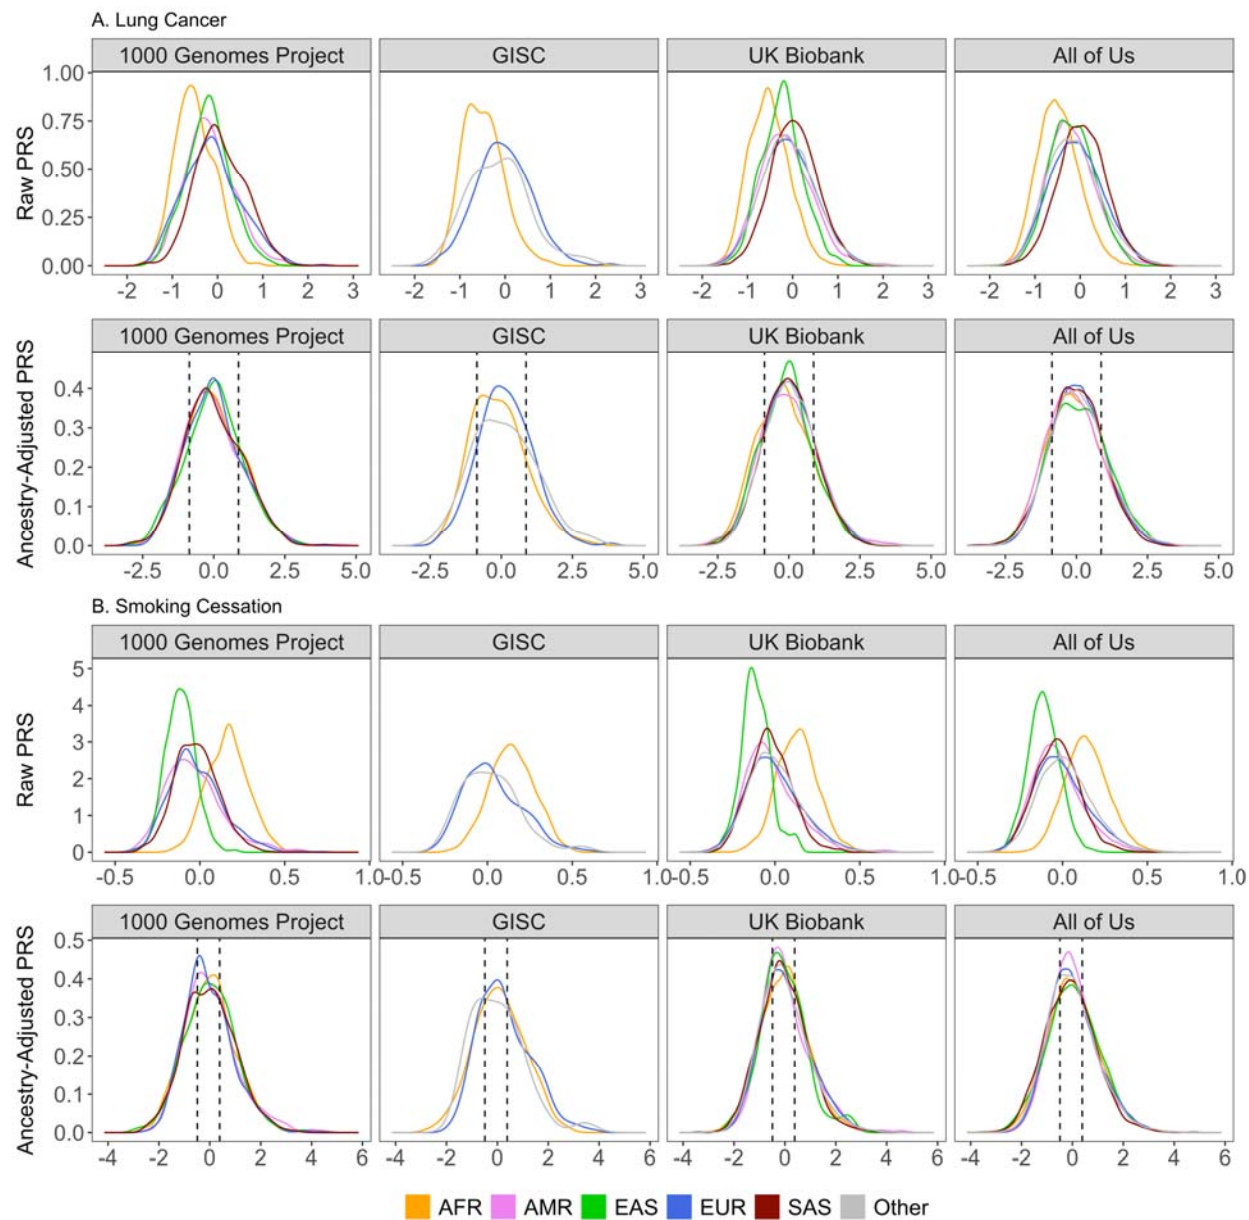 A. Lung Cancer
1000 Genomes Project GISC UK Biobank All of Us
Raw PRS
1.00
0.75
0.50
0.25
0.00
-2 -1 0 1 2 3 -2 -1 0 1 2 3 -2 -1 0 1 2 3 -2 -1 0 1 2 3
1000 Genomes Project GISC UK Biobank All of Us
Ancestry-Adjusted PRS
0.4
0.3
0.2
0.1
0.0
-2.5 0.0 2.5 5.0 -2.5 0.0 2.5 5.0 -2.5 0.0 2.5 5.0 -2.5 0.0 2.5 5.0
B. Smoking Cessation
1000 Genomes Project GISC UK Biobank All of Us
Raw PRS
5
4
3
2
1
0
-0.5 0.0 0.5 1.0 -0.5 0.0 0.5 1.0 -0.5 0.0 0.5 1.0 -0.5 0.0 0.5 1.0
1000 Genomes Project GISC UK Biobank All of Us
Ancestry-Adjusted PRS
0.5
0.4
0.3
0.2
0.1
0.0
-4 -2 0 2 4 6 -4 -2 0 2 4 6 -4 -2 0 2 4 6 -4 -2 0 2 4 6
AFR AMR EAS EUR SAS Other